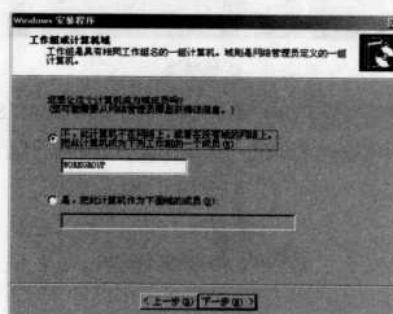 Windows 安装程序
工作组或计算机域
工作组是具有相同工作组名的一组计算机。域则是网络管理员定义的一组
计算机。
您要让这个计算机成为域成员吗?
(您可能需要从网络管理员那里获得该信息。)
不，此计算机不在网络上，或者在没有域的网络上。
把此计算机成为下列工作组的一个成员
WORKGROUP
是，把此计算机作为下面域的成员
<上一步(B) 下一步(N)>